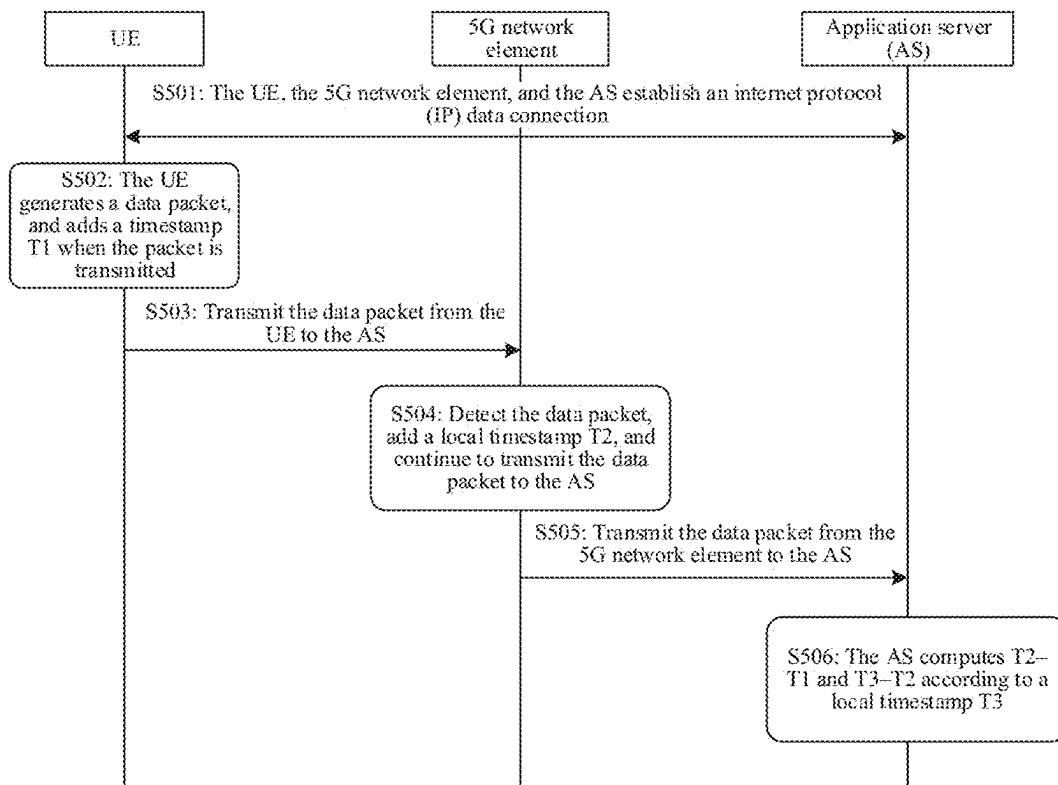 UE
5G network
element
Application server
(AS)
S501: The UE, the 5G network element, and the AS establish an internet protocol
(IP) data connection
S502: The UE
generates a data packet,
and adds a timestamp
T1 when the packet is
transmitted
S503: Transmit the data packet from the
UE to the AS
S504: Detect the data packet,
add a local timestamp T2, and
continue to transmit the data
packet to the AS
S505: Transmit the data packet from the
5G network element to the AS
S506: The AS computes T2–
T1 and T3–T2 according to a
local timestamp T3